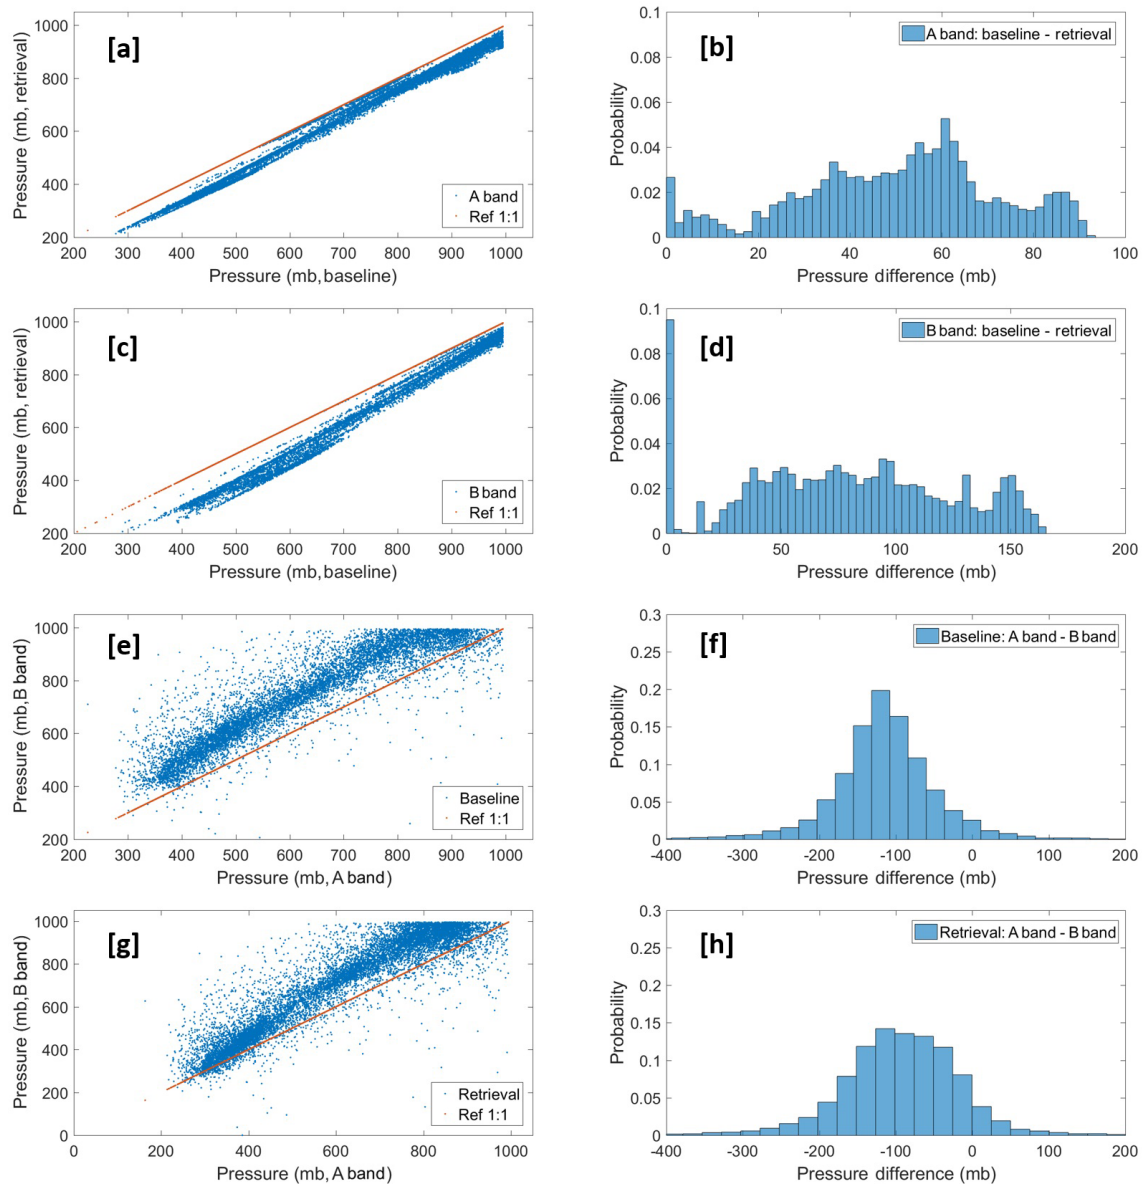 [a]
1000
800
600
400
200
200 300 400 500 600 700 800 900 1000
Pressure (mb, retrieval)
Pressure (mb, baseline)
A band
Ref 1:1
[b]
0.1
0.08
0.06
0.04
0.02
0
0 20 40 60 80 100
Probability
Pressure difference (mb)
A band: baseline - retrieval
[c]
1000
800
600
400
200
200 300 400 500 600 700 800 900 1000
Pressure (mb, retrieval)
Pressure (mb, baseline)
B band
Ref 1:1
[d]
0.1
0.08
0.06
0.04
0.02
0
0 50 100 150 200
Probability
Pressure difference (mb)
B band: baseline - retrieval
[e]
1000
800
600
400
200
200 300 400 500 600 700 800 900 1000
Pressure (mb, B band)
Pressure (mb, A band)
Baseline
Ref 1:1
[f]
0.3
0.25
0.2
0.15
0.1
0.05
0
-400 -300 -200 -100 0 100 200
Probability
Pressure difference (mb)
Baseline: A band - B band
[g]
1000
800
600
400
200
0
0 200 400 600 800 1000
Pressure (mb, B band)
Pressure (mb, A band)
Retrieval
Ref 1:1
[h]
0.3
0.25
0.2
0.15
0.1
0.05
0
-400 -300 -200 -100 0 100 200
Probability
Pressure difference (mb)
Retrieval: A band - B band